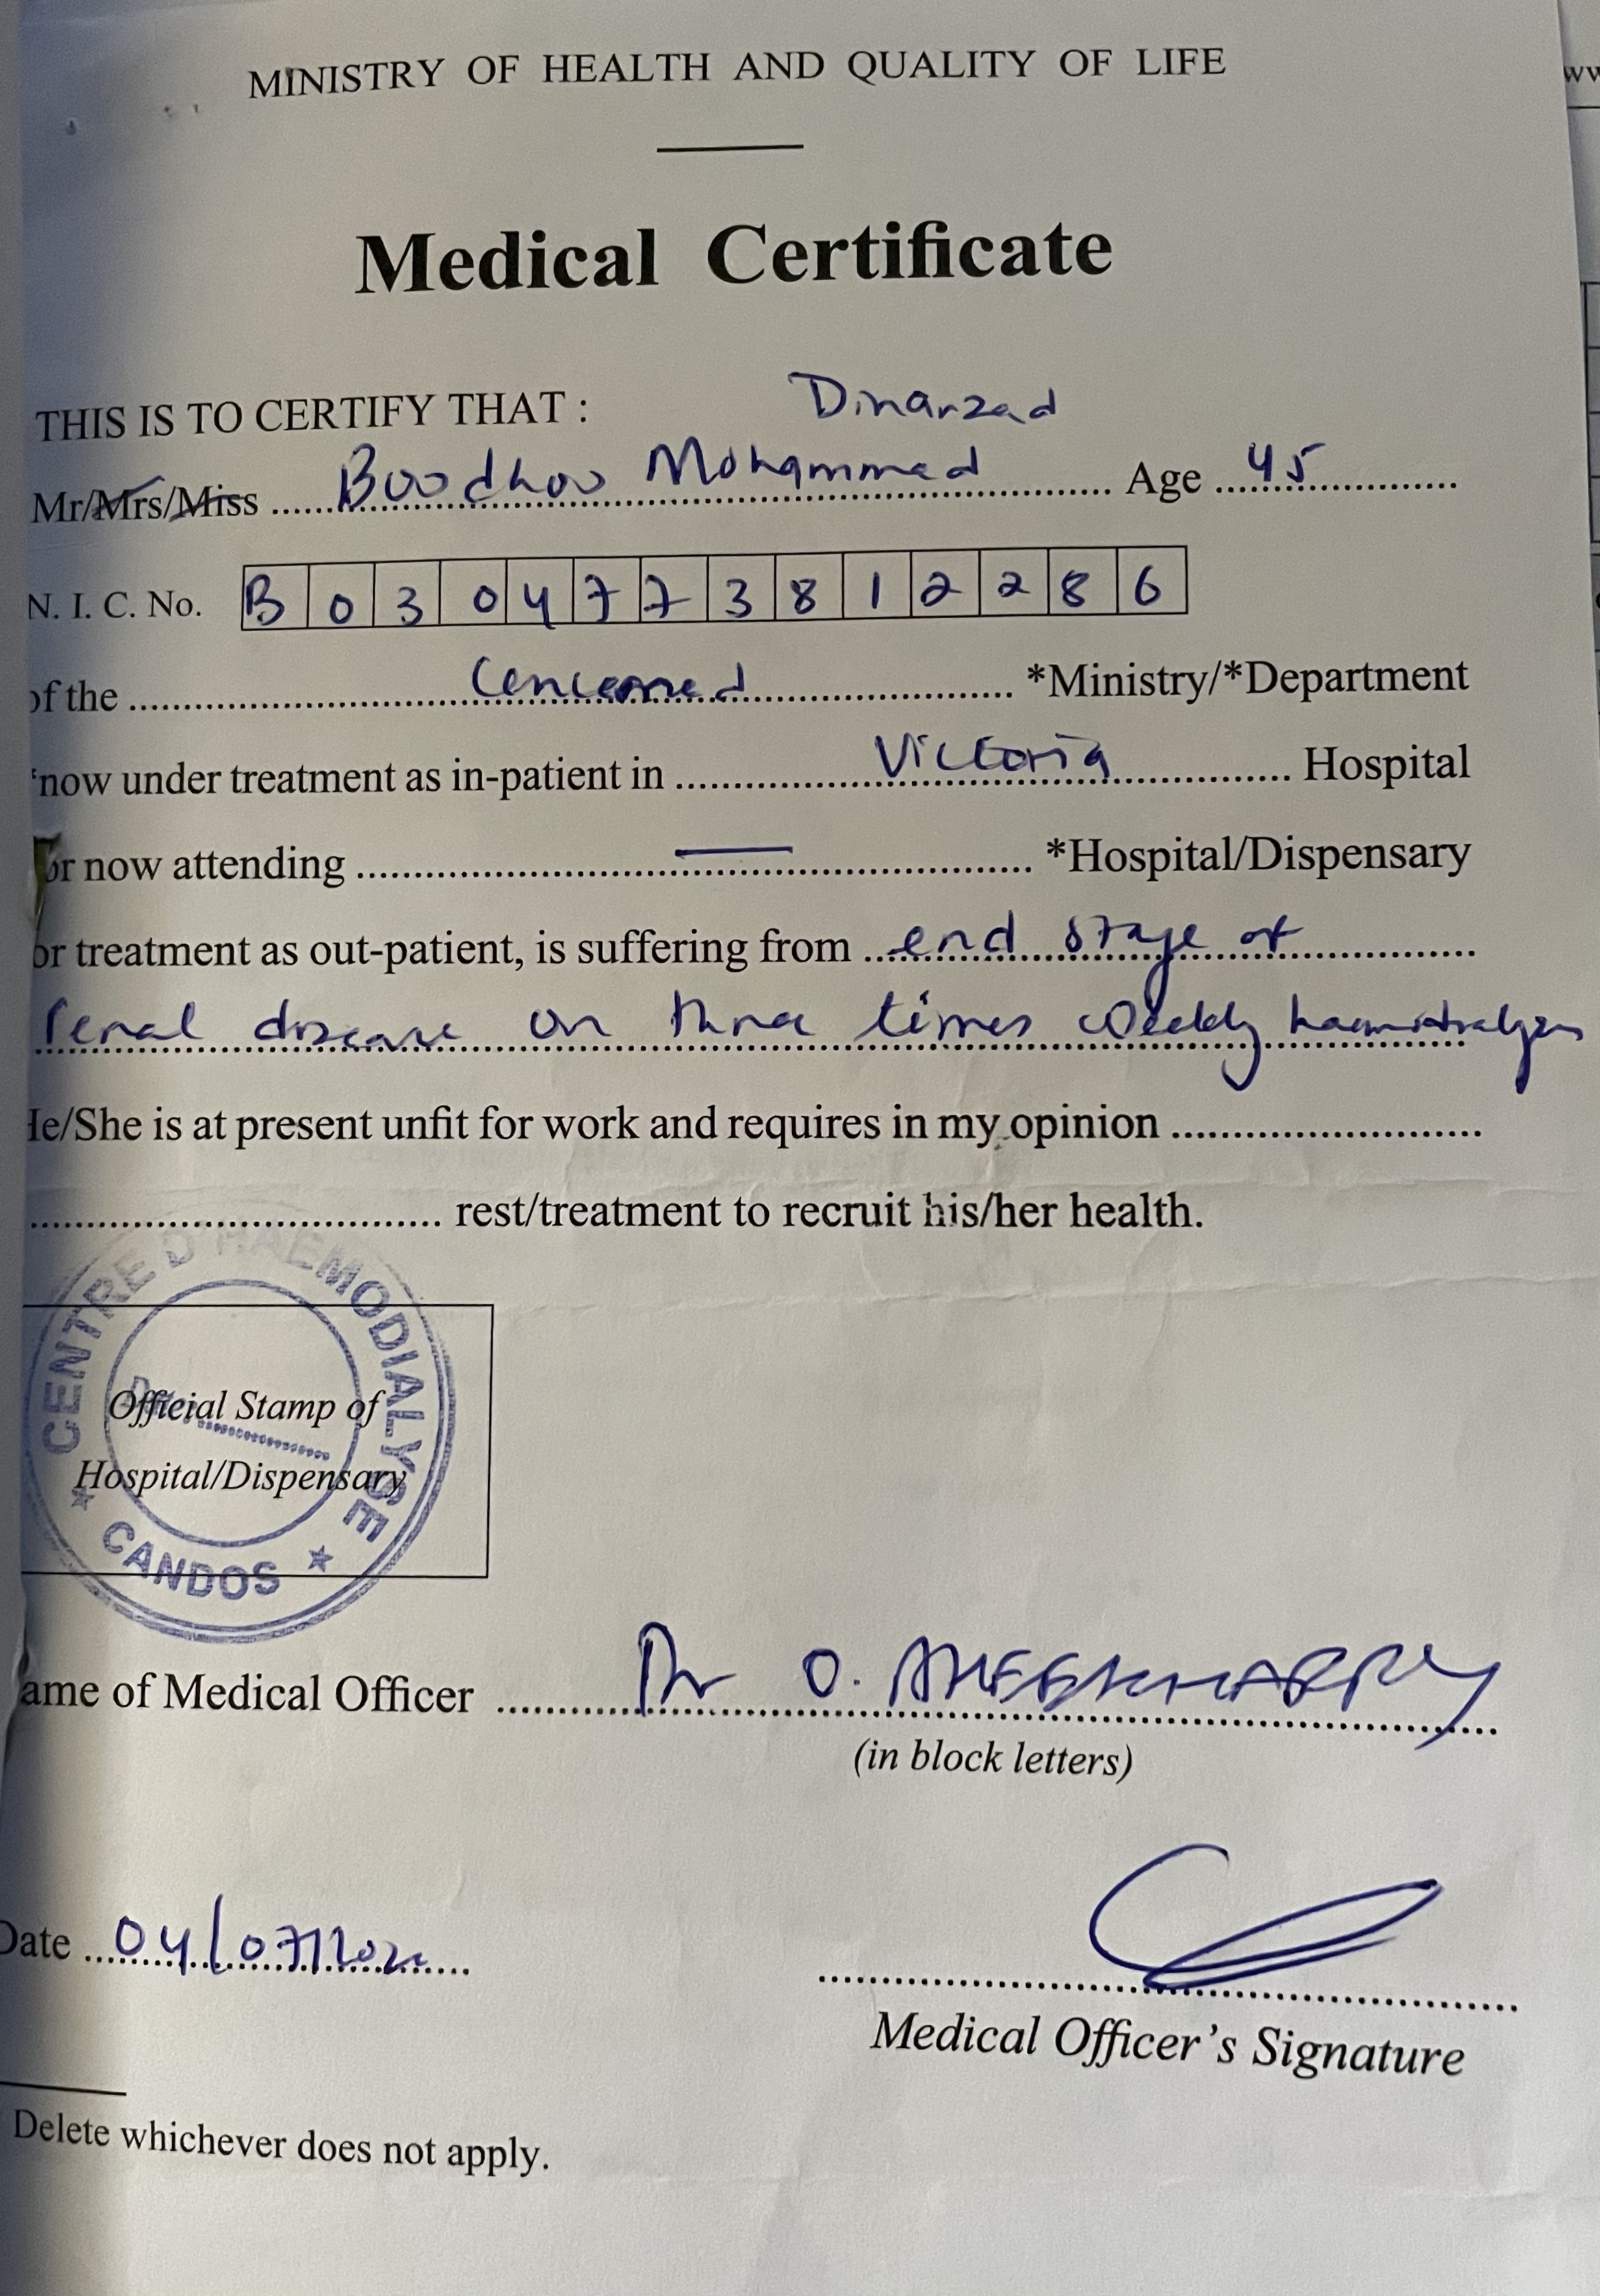 MINISTRY OF HEALTH AND QUALITY OF LIFE
Medical Certificate
THIS IS TO CERTIFY THAT : Dinarzad
Mr/Mrs/Miss Boodhoo Mohammed Age 45
N. I. C. No. B 0 3 0 4 7 7 3 8 1 2 2 8 6
of the Concerned *Ministry/*Department
*now under treatment as in-patient in Victoria Hospital
or now attending — *Hospital/Dispensary
or treatment as out-patient, is suffering from end stage of
renal disease on three times weekly haemodialysis
He/She is at present unfit for work and requires in my opinion
rest/treatment to recruit his/her health.
CENTRE D'HAEMODIALYSE
Official Stamp of
Hospital/Dispensary
CANDOS
ame of Medical Officer Dr O.
(in block letters)
Date 04/07/
Medical Officer's Signature
Delete whichever does not apply.